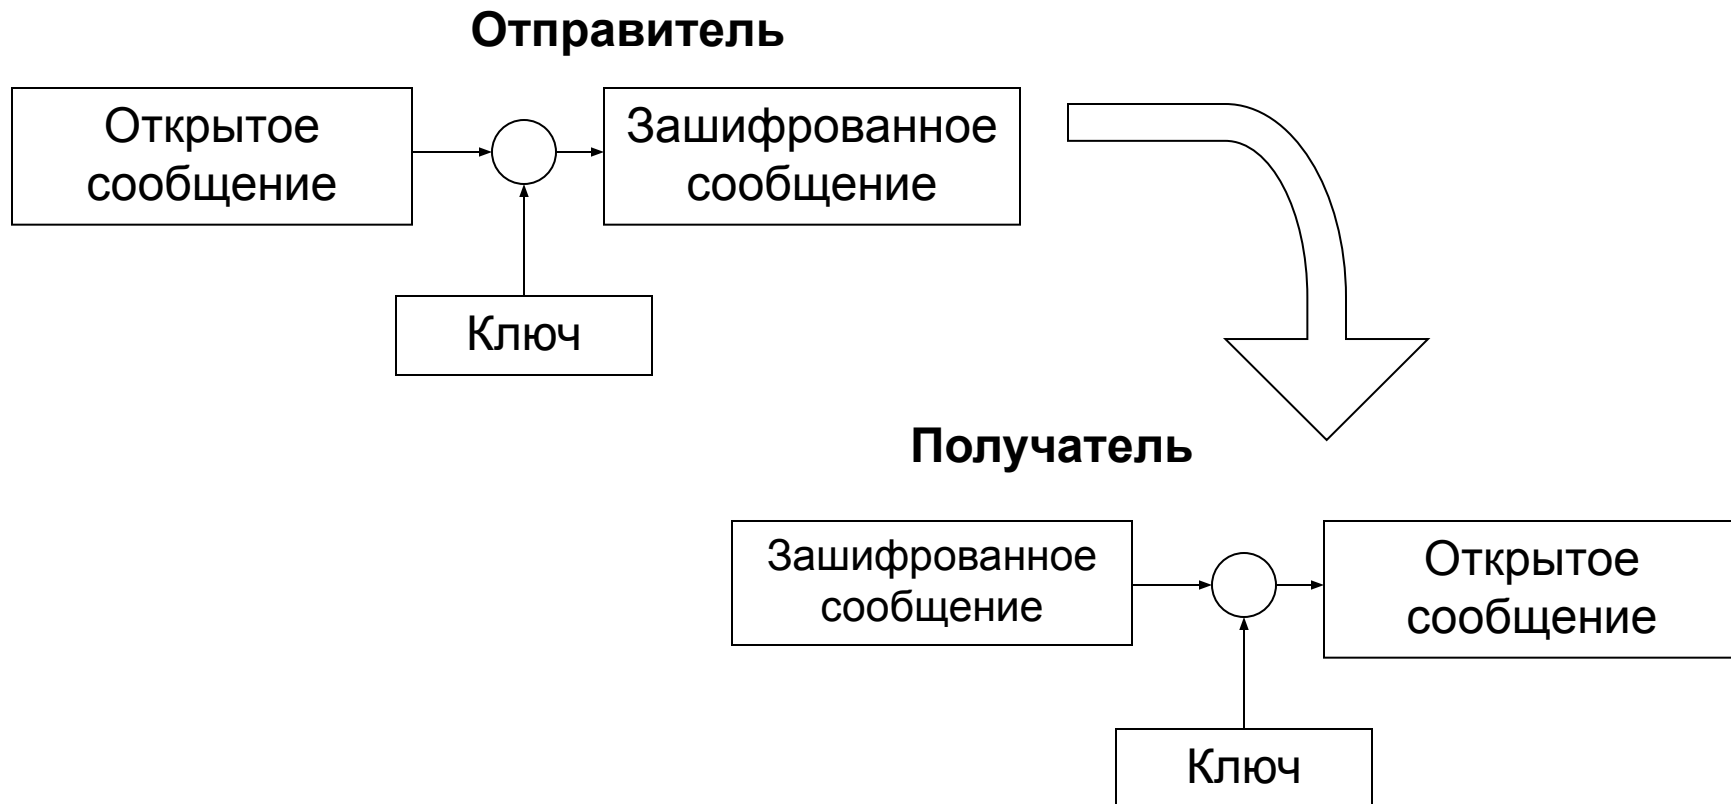 Отправитель
Открытое
сообщение
Зашифрованное
сообщение
Ключ
Получатель
Зашифрованное
сообщение
Открытое
сообщение
Ключ